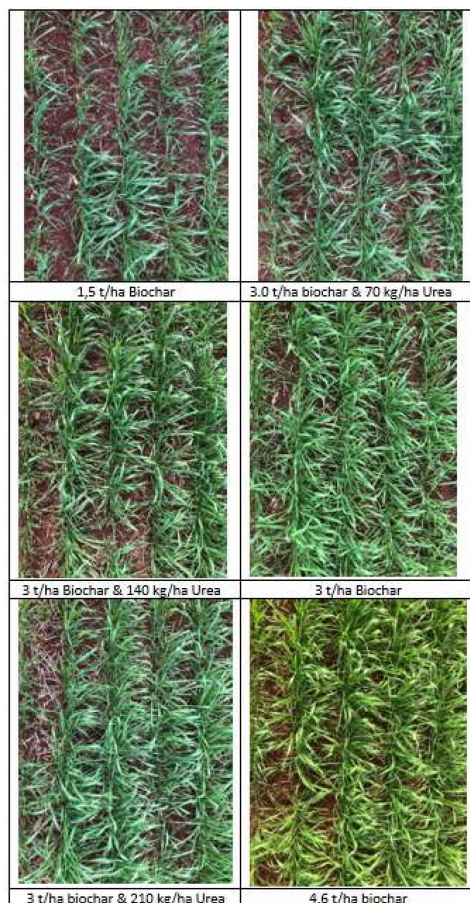 1,5 t/ha Biochar
3.0 t/ha biochar & 70 kg/ha Urea
3 t/ha Biochar & 140 kg/ha Urea
3 t/ha Biochar
3 t/ha biochar & 210 kg/ha Urea
4.6 t/ha biochar